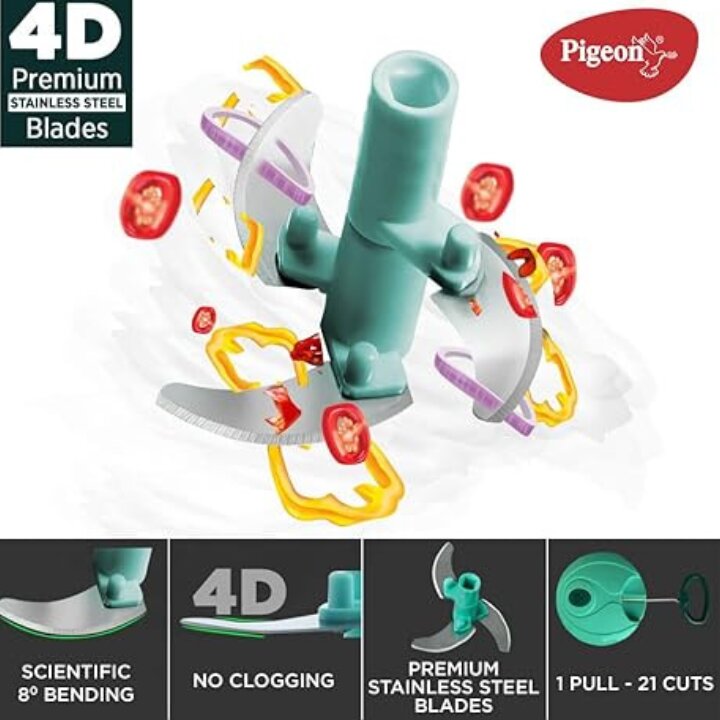 4D
Premium
STAINLESS STEEL
Blades
Pigeon®
SCIENTIFIC
8º BENDING
4D
NO CLOGGING
PREMIUM
STAINLESS STEEL
BLADES
1 PULL - 21 CUTS